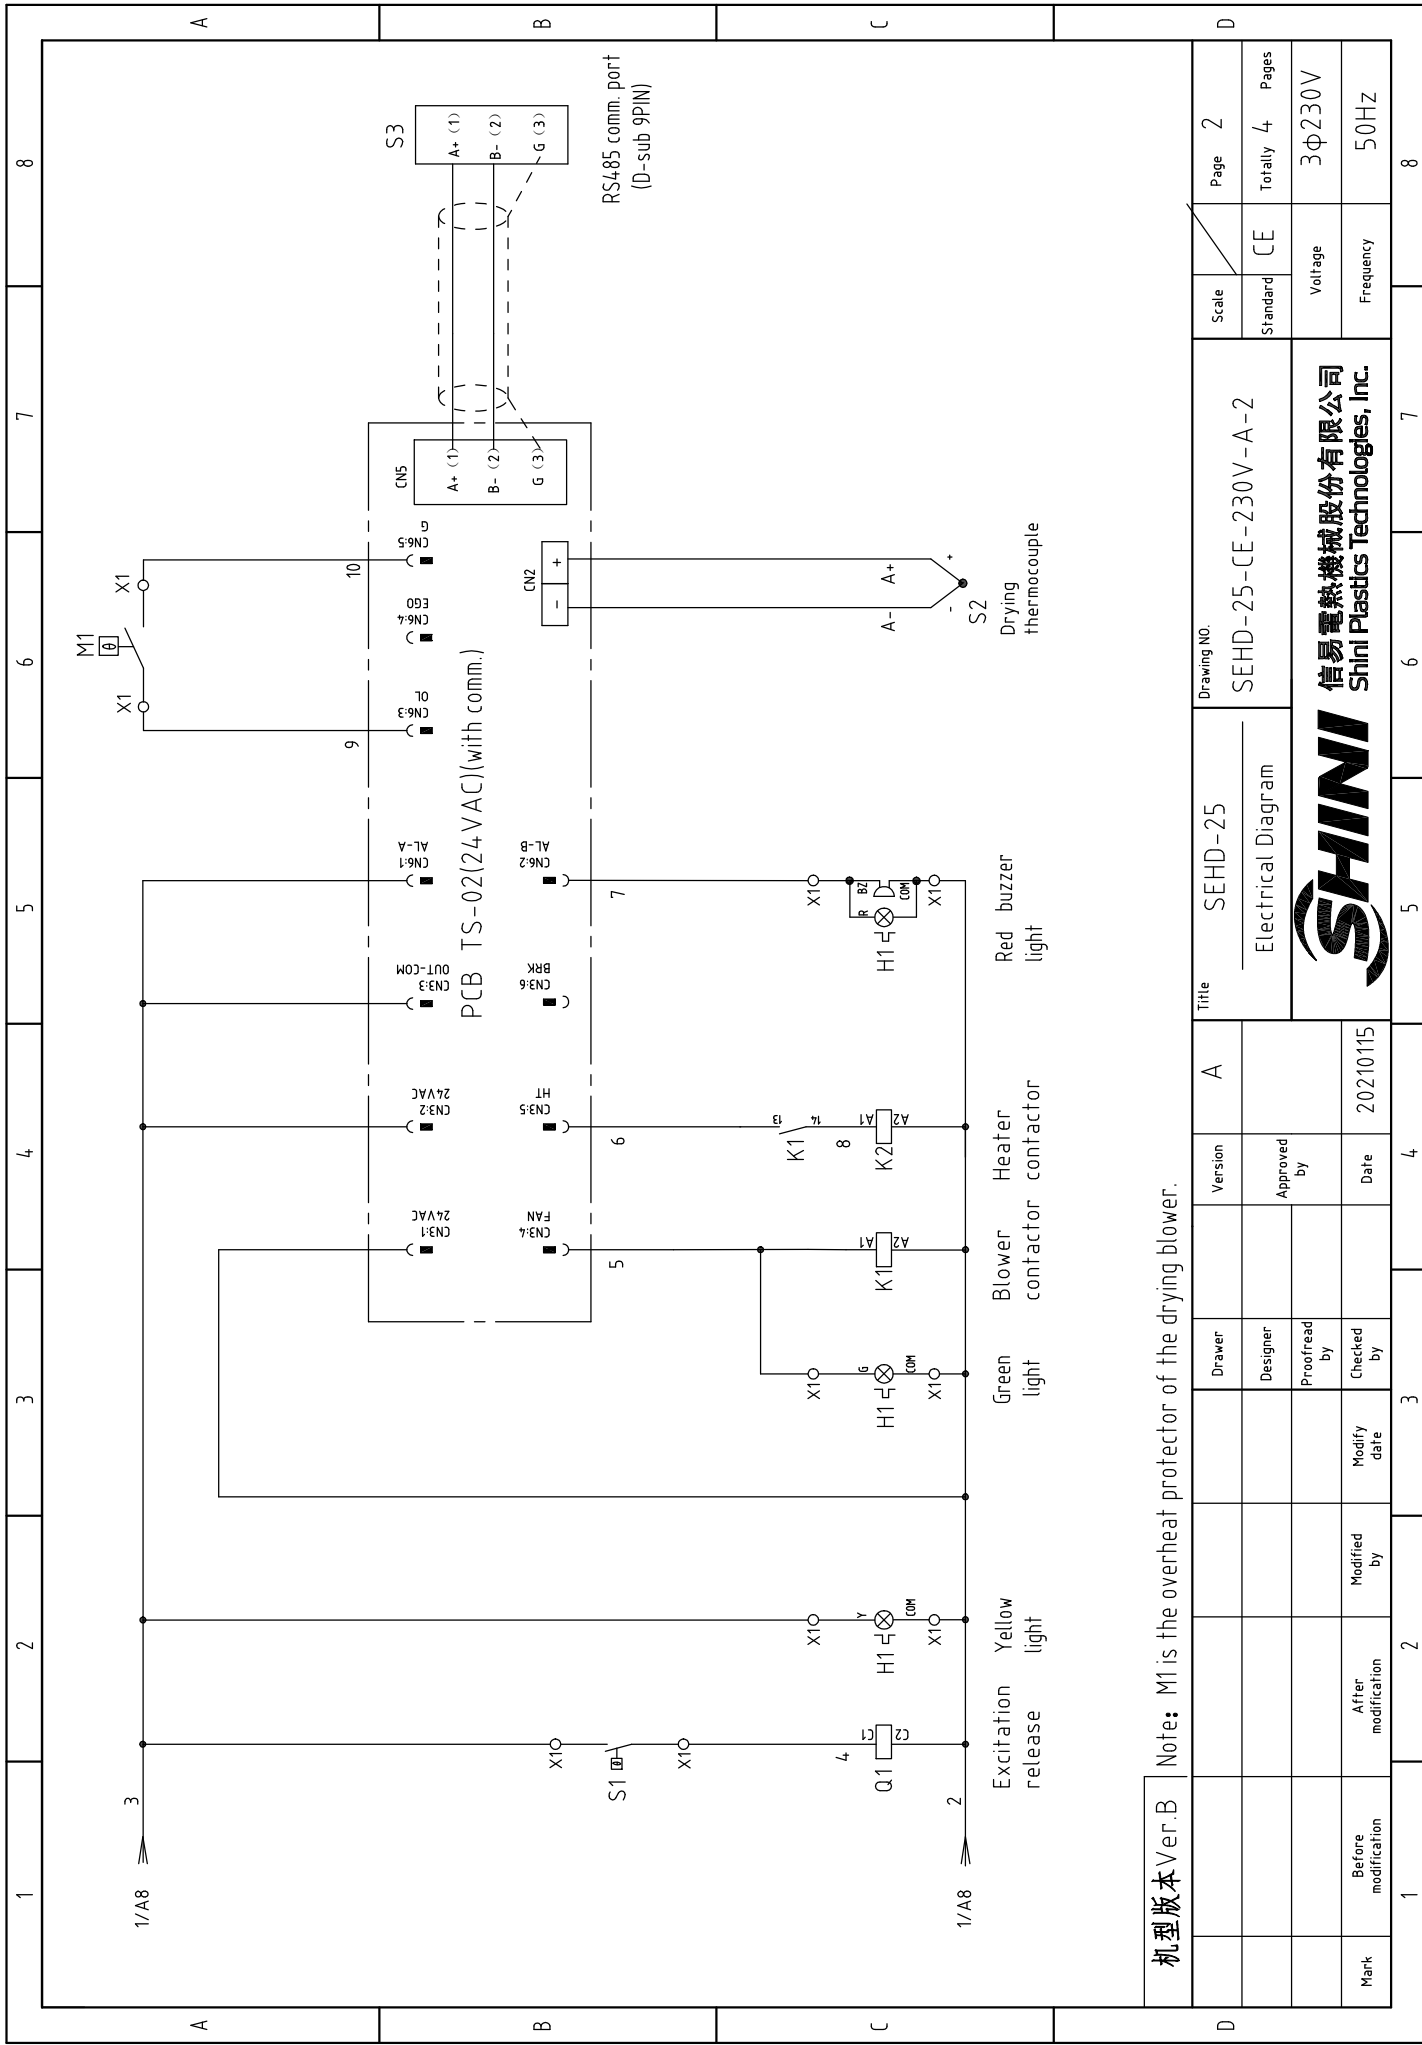 1 2 3 4 5 6 7 8
A
B
C
D
1/A8
3
1/A8
2
X1
S1
X1
4
Q1
C1
C2
Excitation
release
X1
Y
H1
COM
X1
Yellow
light
X1
G
H1
COM
X1
Green
light
24VAC
CN3:1
FAN
CN3:4
5
K1
A1
A2
Blower
contactor
24VAC
CN3:2
HT
CN3:5
6
13
K1
14
8
K2
A1
A2
Heater
contactor
OUT-COM
CN3:3
BRK
CN3:6
AL-A
CN6:1
AL-B
CN6:2
7
X1
R
BZ
H1
COM
X1
Red buzzer
light
PCB TS-02(24VAC)(with comm.)
M1
θ
X1
X1
9
10
OL
CN6:3
EGO
CN6:4
G
CN6:5
CN2
- +
A- A+
- +
S2
Drying
thermocouple
CN5
A+ (1)
B- (2)
G (3)
S3
A+ (1)
B- (2)
G (3)
RS485 comm. port
(D-sub 9PIN)
机型版本Ver.B
Note: M1 is the overheat protector of the drying blower.
Mark
Before
modification
After
modification
Modified
by
Modify
date
Drawer
Designer
Proofread
by
Checked
by
Version
A
Approved
by
Date
20210115
Title
SEHD-25
Electrical Diagram
Drawing NO.
SEHD-25-CE-230V-A-2
SHINI
信易電熱機械股份有限公司
Shini Plastics Technologies, Inc.
Scale
Page 2
Standard CE
Totally 4 Pages
Voltage
3φ230V
Frequency
50HZ
1 2 3 4 5 6 7 8
A
B
C
D